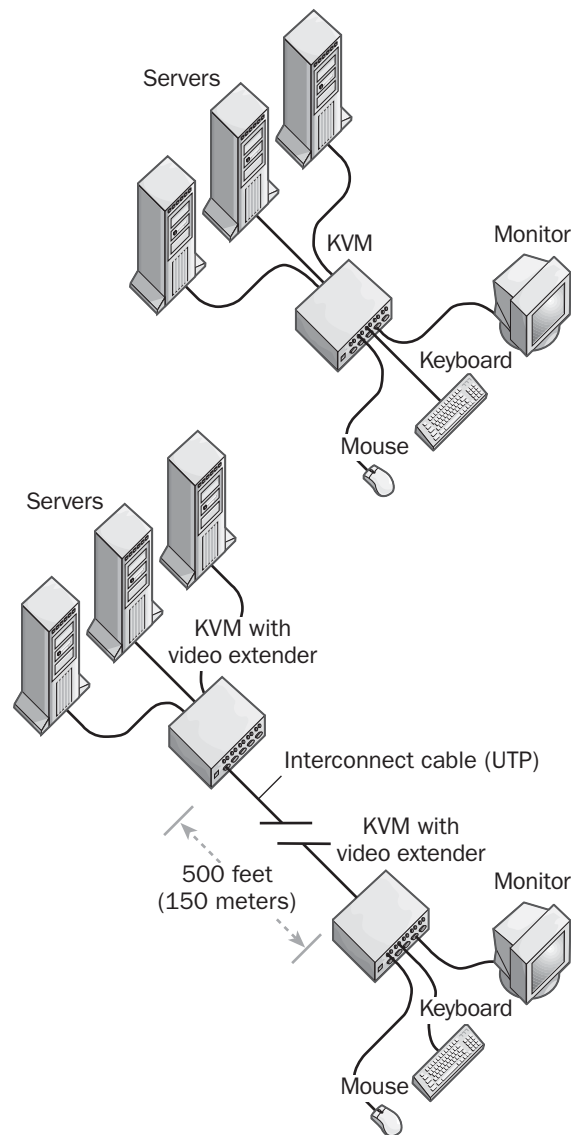 Servers
KVM
Monitor
Keyboard
Mouse
Servers
KVM with
video extender
Interconnect cable (UTP)
KVM with
video extender
500 feet
(150 meters)
Monitor
Keyboard
Mouse